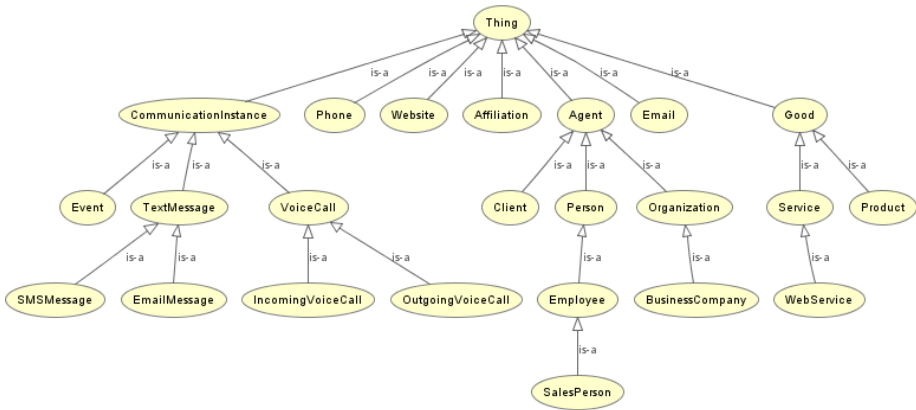 Thing
is-a is-a is-a is-a is-a is-a is-a
CommunicationInstance Phone Website Affiliation Agent Email Good
is-a is-a is-a is-a is-a is-a is-a is-a
Event TextMessage VoiceCall Client Person Organization Service Product
is-a is-a is-a is-a is-a is-a is-a
SMSMessage EmailMessage IncomingVoiceCall OutgoingVoiceCall Employee BusinessCompany WebService
is-a
SalesPerson